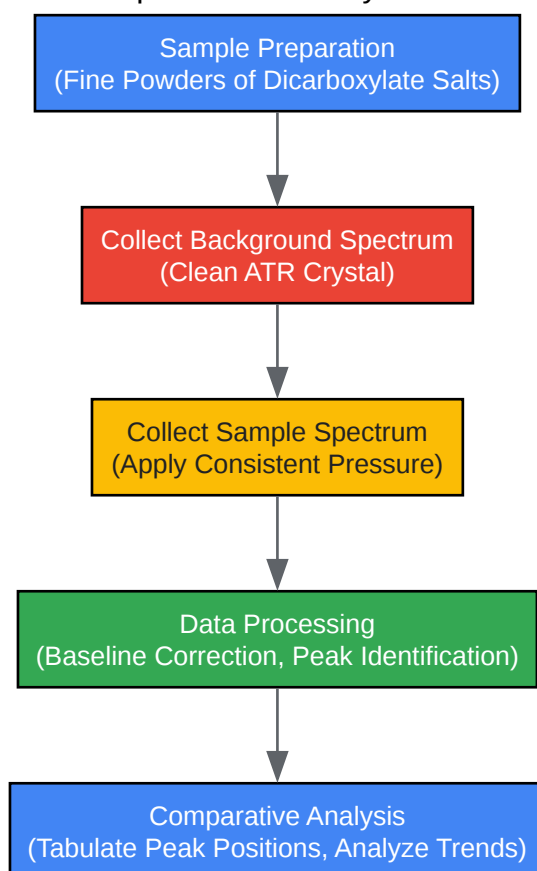 Sample Preparation
(Fine Powders of Dicarboxylate Salts)
Collect Background Spectrum
(Clean ATR Crystal)
Collect Sample Spectrum
(Apply Consistent Pressure)
Data Processing
(Baseline Correction, Peak Identification)
Comparative Analysis
(Tabulate Peak Positions, Analyze Trends)